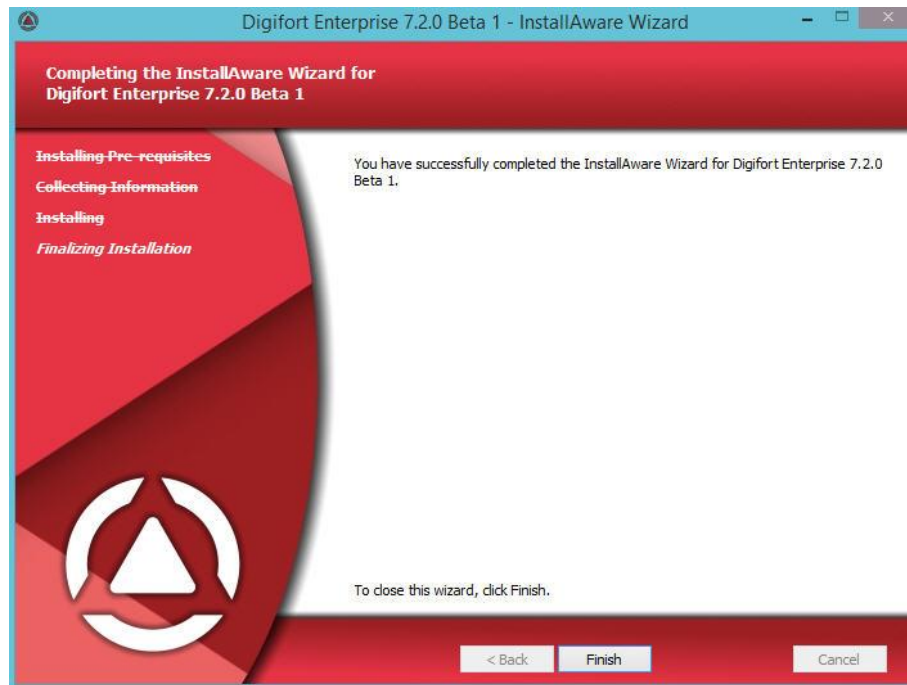 Digifort Enterprise 7.2.0 Beta 1 - InstallAware Wizard
Completing the InstallAware Wizard for
Digifort Enterprise 7.2.0 Beta 1
Installing Pre-requisites
Collecting Information
Installing
Finalizing Installation
You have successfully completed the InstallAware Wizard for Digifort Enterprise 7.2.0
Beta 1.
To close this wizard, click Finish.
< Back
Finish
Cancel